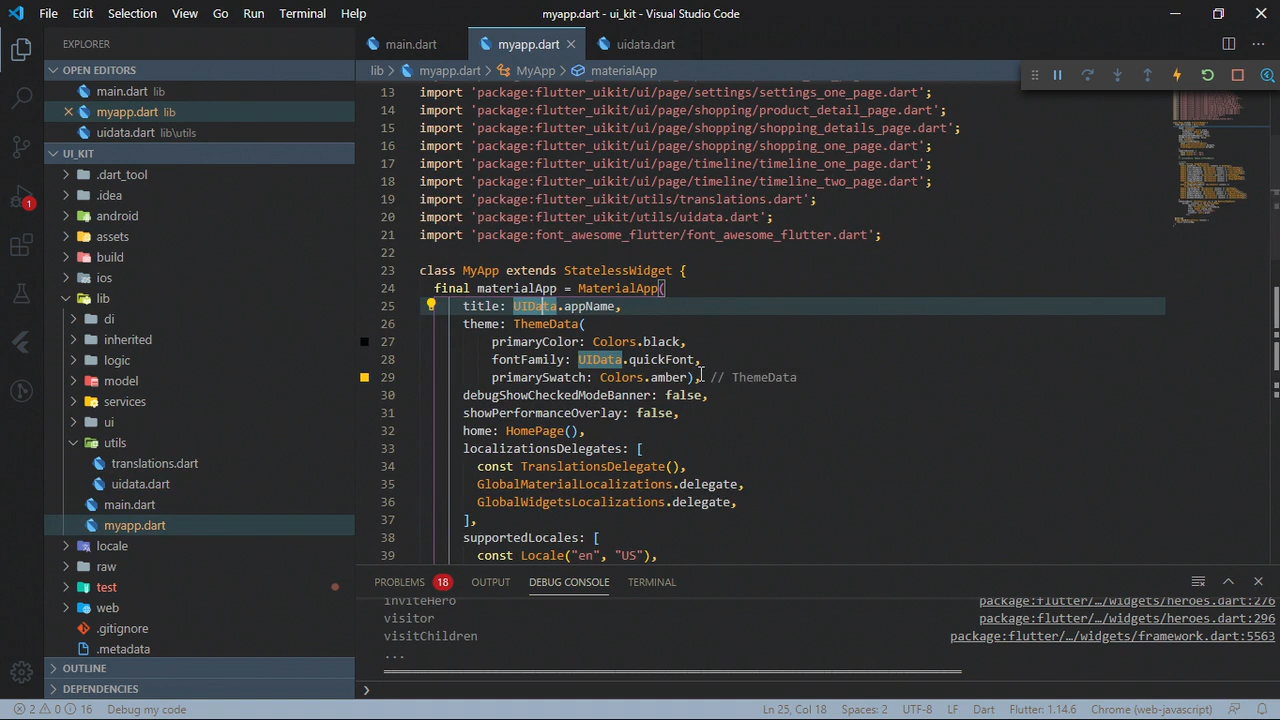 File Edit Selection View Go Run Terminal Help
myapp.dart - ui_kit - Visual Studio Code
EXPLORER
OPEN EDITORS
main.dart lib
myapp.dart lib
uidata.dart lib\utils
UI_KIT
.dart_tool
.idea
android
assets
build
ios
lib
di
inherited
logic
model
services
ui
utils
translations.dart
uidata.dart
main.dart
myapp.dart
locale
raw
test
web
.gitignore
.metadata
OUTLINE
DEPENDENCIES
1
main.dart
myapp.dart
uidata.dart
lib > myapp.dart > MyApp > materialApp
13 import 'package:flutter_uikit/ui/page/settings/settings_one_page.dart';
14 import 'package:flutter_uikit/ui/page/shopping/product_detail_page.dart';
15 import 'package:flutter_uikit/ui/page/shopping/shopping_details_page.dart';
16 import 'package:flutter_uikit/ui/page/shopping/shopping_one_page.dart';
17 import 'package:flutter_uikit/ui/page/timeline/timeline_one_page.dart';
18 import 'package:flutter_uikit/ui/page/timeline/timeline_two_page.dart';
19 import 'package:flutter_uikit/utils/translations.dart';
20 import 'package:flutter_uikit/utils/uidata.dart';
21 import 'package:font_awesome_flutter/font_awesome_flutter.dart';
22
23 class MyApp extends StatelessWidget {
24 final materialApp = MaterialApp(
25 title: UIData.appName,
26 theme: ThemeData(
27 primaryColor: Colors.black,
28 fontFamily: UIData.quickFont,
29 primarySwatch: Colors.amber), // ThemeData
30 debugShowCheckedModeBanner: false,
31 showPerformanceOverlay: false,
32 home: HomePage(),
33 localizationsDelegates: [
34 const TranslationsDelegate(),
35 GlobalMaterialLocalizations.delegate,
36 GlobalWidgetsLocalizations.delegate,
37 ],
38 supportedLocales: [
39 const Locale("en", "US"),
PROBLEMS 18 OUTPUT DEBUG CONSOLE TERMINAL
inviteHero package:flutter/…/widgets/heroes.dart:276
visitor package:flutter/…/widgets/heroes.dart:296
visitChildren package:flutter/…/widgets/framework.dart:5563
...
2 0 16 Debug my code
Ln 25, Col 18 Spaces: 2 UTF-8 LF Dart Flutter: 1.14.6 Chrome (web-javascript)